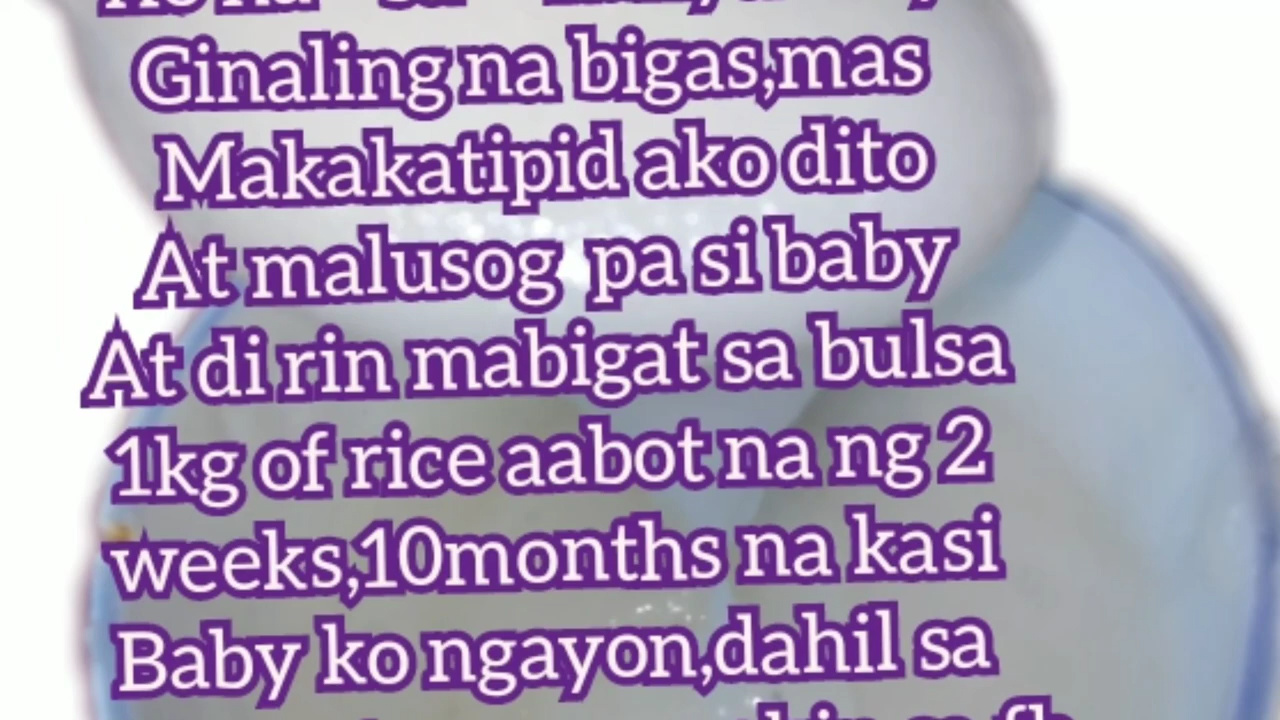 Ginaling na bigas,mas
Makakatipid ako dito
At malusog pa si baby
At di rin mabigat sa bulsa
1kg of rice aabot na ng 2
weeks,10months na kasi
Baby ko ngayon,dahil sa